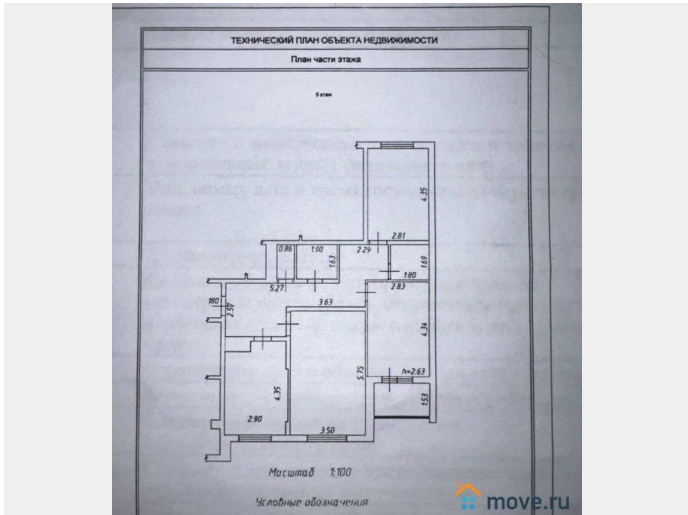 ТЕХНИЧЕСКИЙ ПЛАН ОБЪЕКТА НЕДВИЖИМОСТИ
План части этажа
5 этаж
4.35
2.81
0.86
1.90
1.63
2.29
1.69
1.80
5.27
2.83
180
2.57
3.63
4.34
5.75
4.35
h=2.63
1.53
2.90
3.50
Масштаб 1:100
Условные обозначения
move.ru